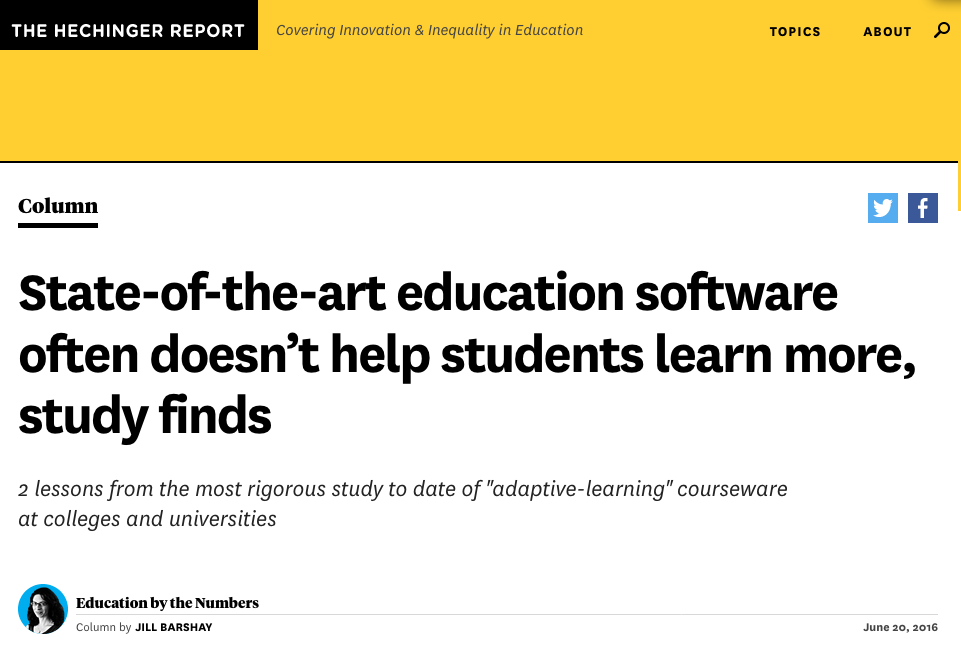 THE HECHINGER REPORT
Covering Innovation & Inequality in Education
TOPICS
ABOUT
Column
State-of-the-art education software
often doesn’t help students learn more,
study finds
2 lessons from the most rigorous study to date of "adaptive-learning" courseware
at colleges and universities
Education by the Numbers
Column by JILL BARSHAY
June 20, 2016